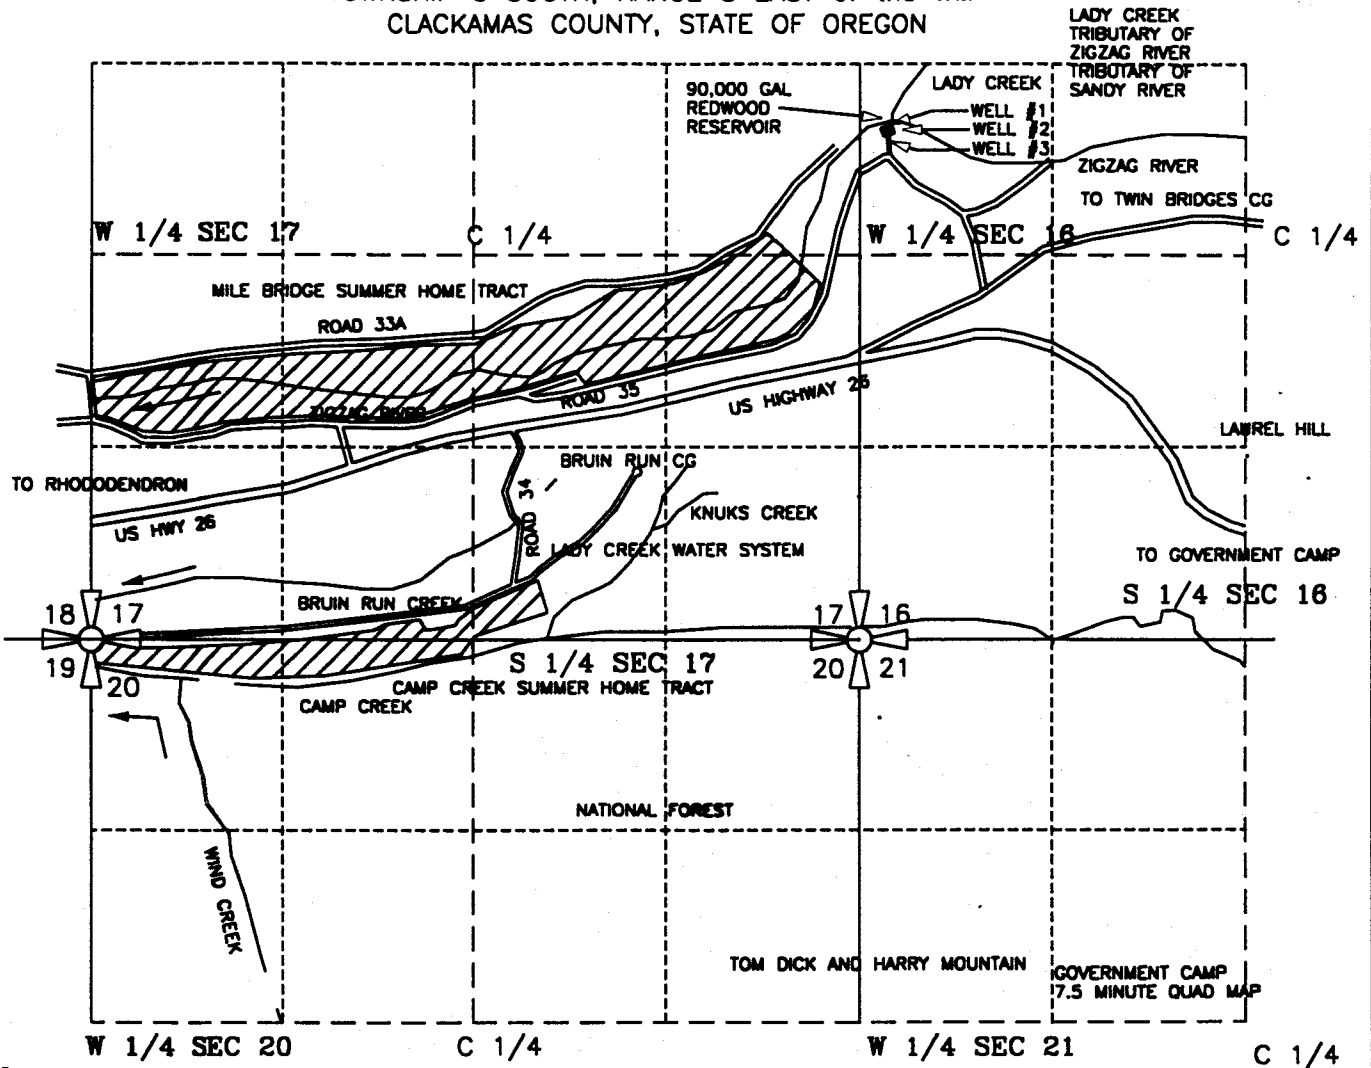 CLACKAMAS COUNTY, STATE OF OREGON
LADY CREEK
TRIBUTARY OF
ZIGZAG RIVER
TRIBUTARY OF
SANDY RIVER
90,000 GAL
REDWOOD
RESERVOIR
LADY CREEK
WELL #1
WELL #2
WELL #3
ZIGZAG RIVER
TO TWIN BRIDGES CG
W 1/4 SEC 17
C 1/4
W 1/4 SEC 16
C 1/4
MILE BRIDGE SUMMER HOME TRACT
ROAD 33A
ROAD 35
US HIGHWAY 26
ZIGZAG RIVER
LAUREL HILL
TO RHODODENDRON
US HWY 26
BRUIN RUN CG
ROAD 34
KNUKS CREEK
LADY CREEK WATER SYSTEM
TO GOVERNMENT CAMP
S 1/4 SEC 16
BRUIN RUN CREEK
18 17
19 20
17 16
20 21
S 1/4 SEC 17
CAMP CREEK SUMMER HOME TRACT
CAMP CREEK
NATIONAL FOREST
WIND CREEK
TOM DICK AND HARRY MOUNTAIN
GOVERNMENT CAMP
7.5 MINUTE QUAD MAP
W 1/4 SEC 20
C 1/4
W 1/4 SEC 21
C 1/4